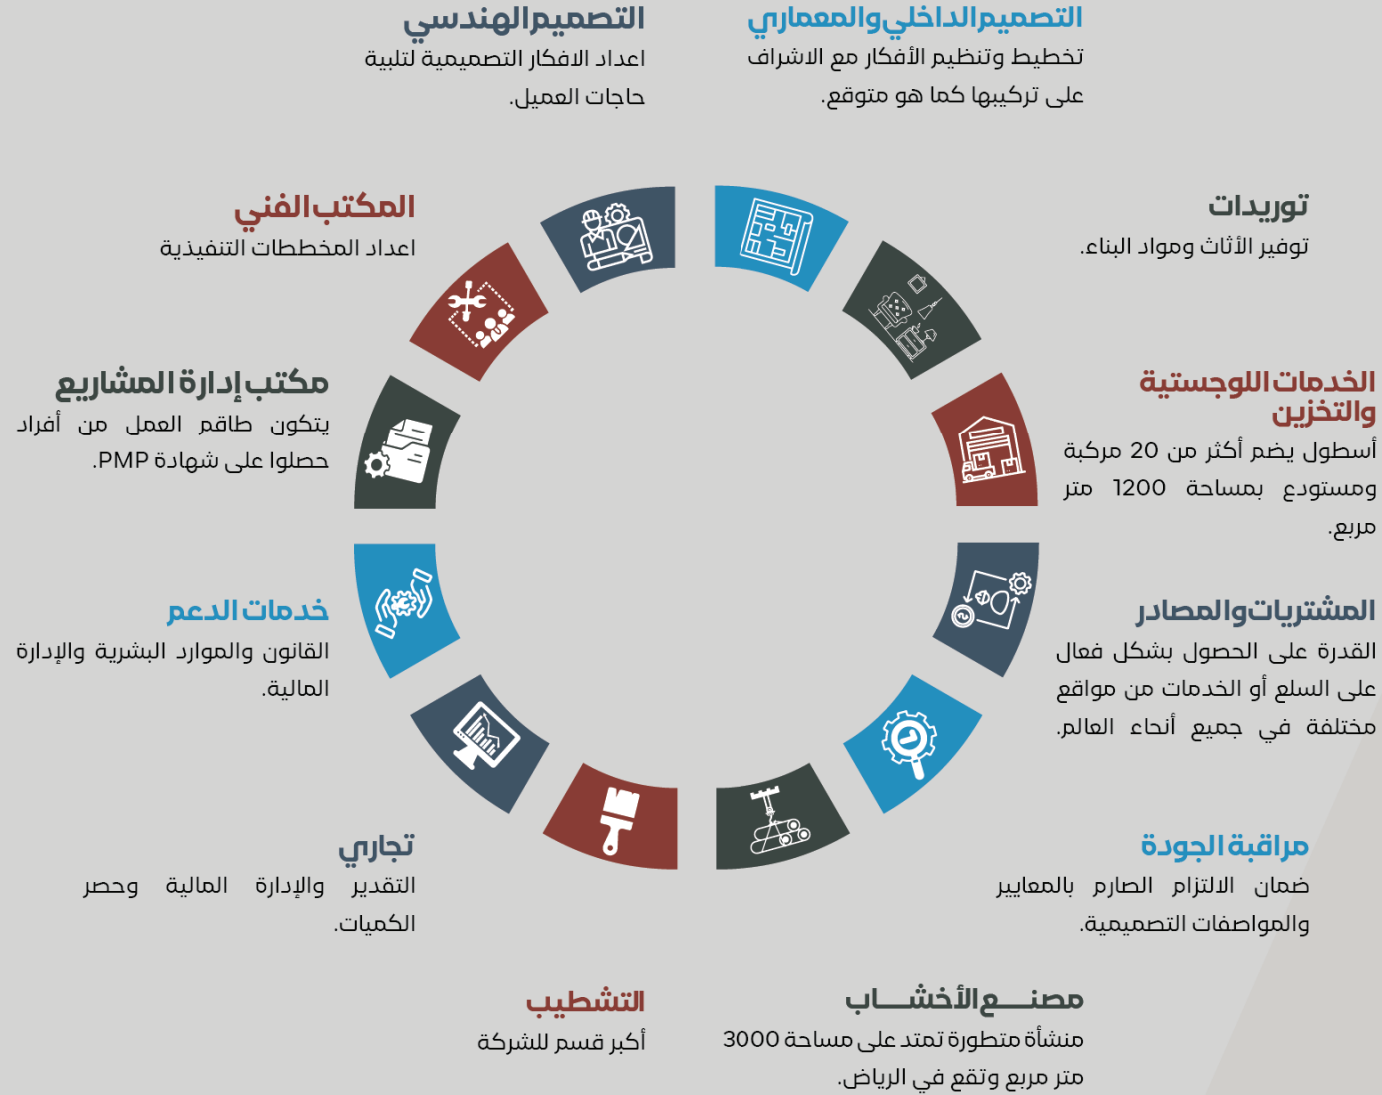 التصميم الداخلي والمعماري
تخطيط وتنظيم الأفكار مع الاشراف
على تركيبها كما هو متوقع.
توريدات
توفير الأثاث ومواد البناء.
الخدمات اللوجستية
والتخزين
أسطول يضم أكثر من 20 مركبة
ومستودع بمساحة 1200 متر
مربع.
المشتريات والمصادر
القدرة على الحصول بشكل فعال
على السلع أو الخدمات من مواقع
مختلفة في جميع أنحاء العالم.
مراقبة الجودة
ضمان الالتزام الصارم بالمعايير
والمواصفات التصميمية.
مصنــــع الأخشــــاب
منشأة متطورة تمتد على مساحة 3000
متر مربع وتقع في الرياض.
التشطيب
أكبر قسم للشركة
تجاري
التقدير والإدارة المالية وحصر
الكميات.
خدمات الدعم
القانون والموارد البشرية والإدارة
المالية.
مكتب إدارة المشاريع
يتكون طاقم العمل من أفراد
حصلوا على شهادة PMP.
المكتب الفني
اعداد المخططات التنفيذية
التصميم الهندسي
اعداد الافكار التصميمية لتلبية
حاجات العميل.